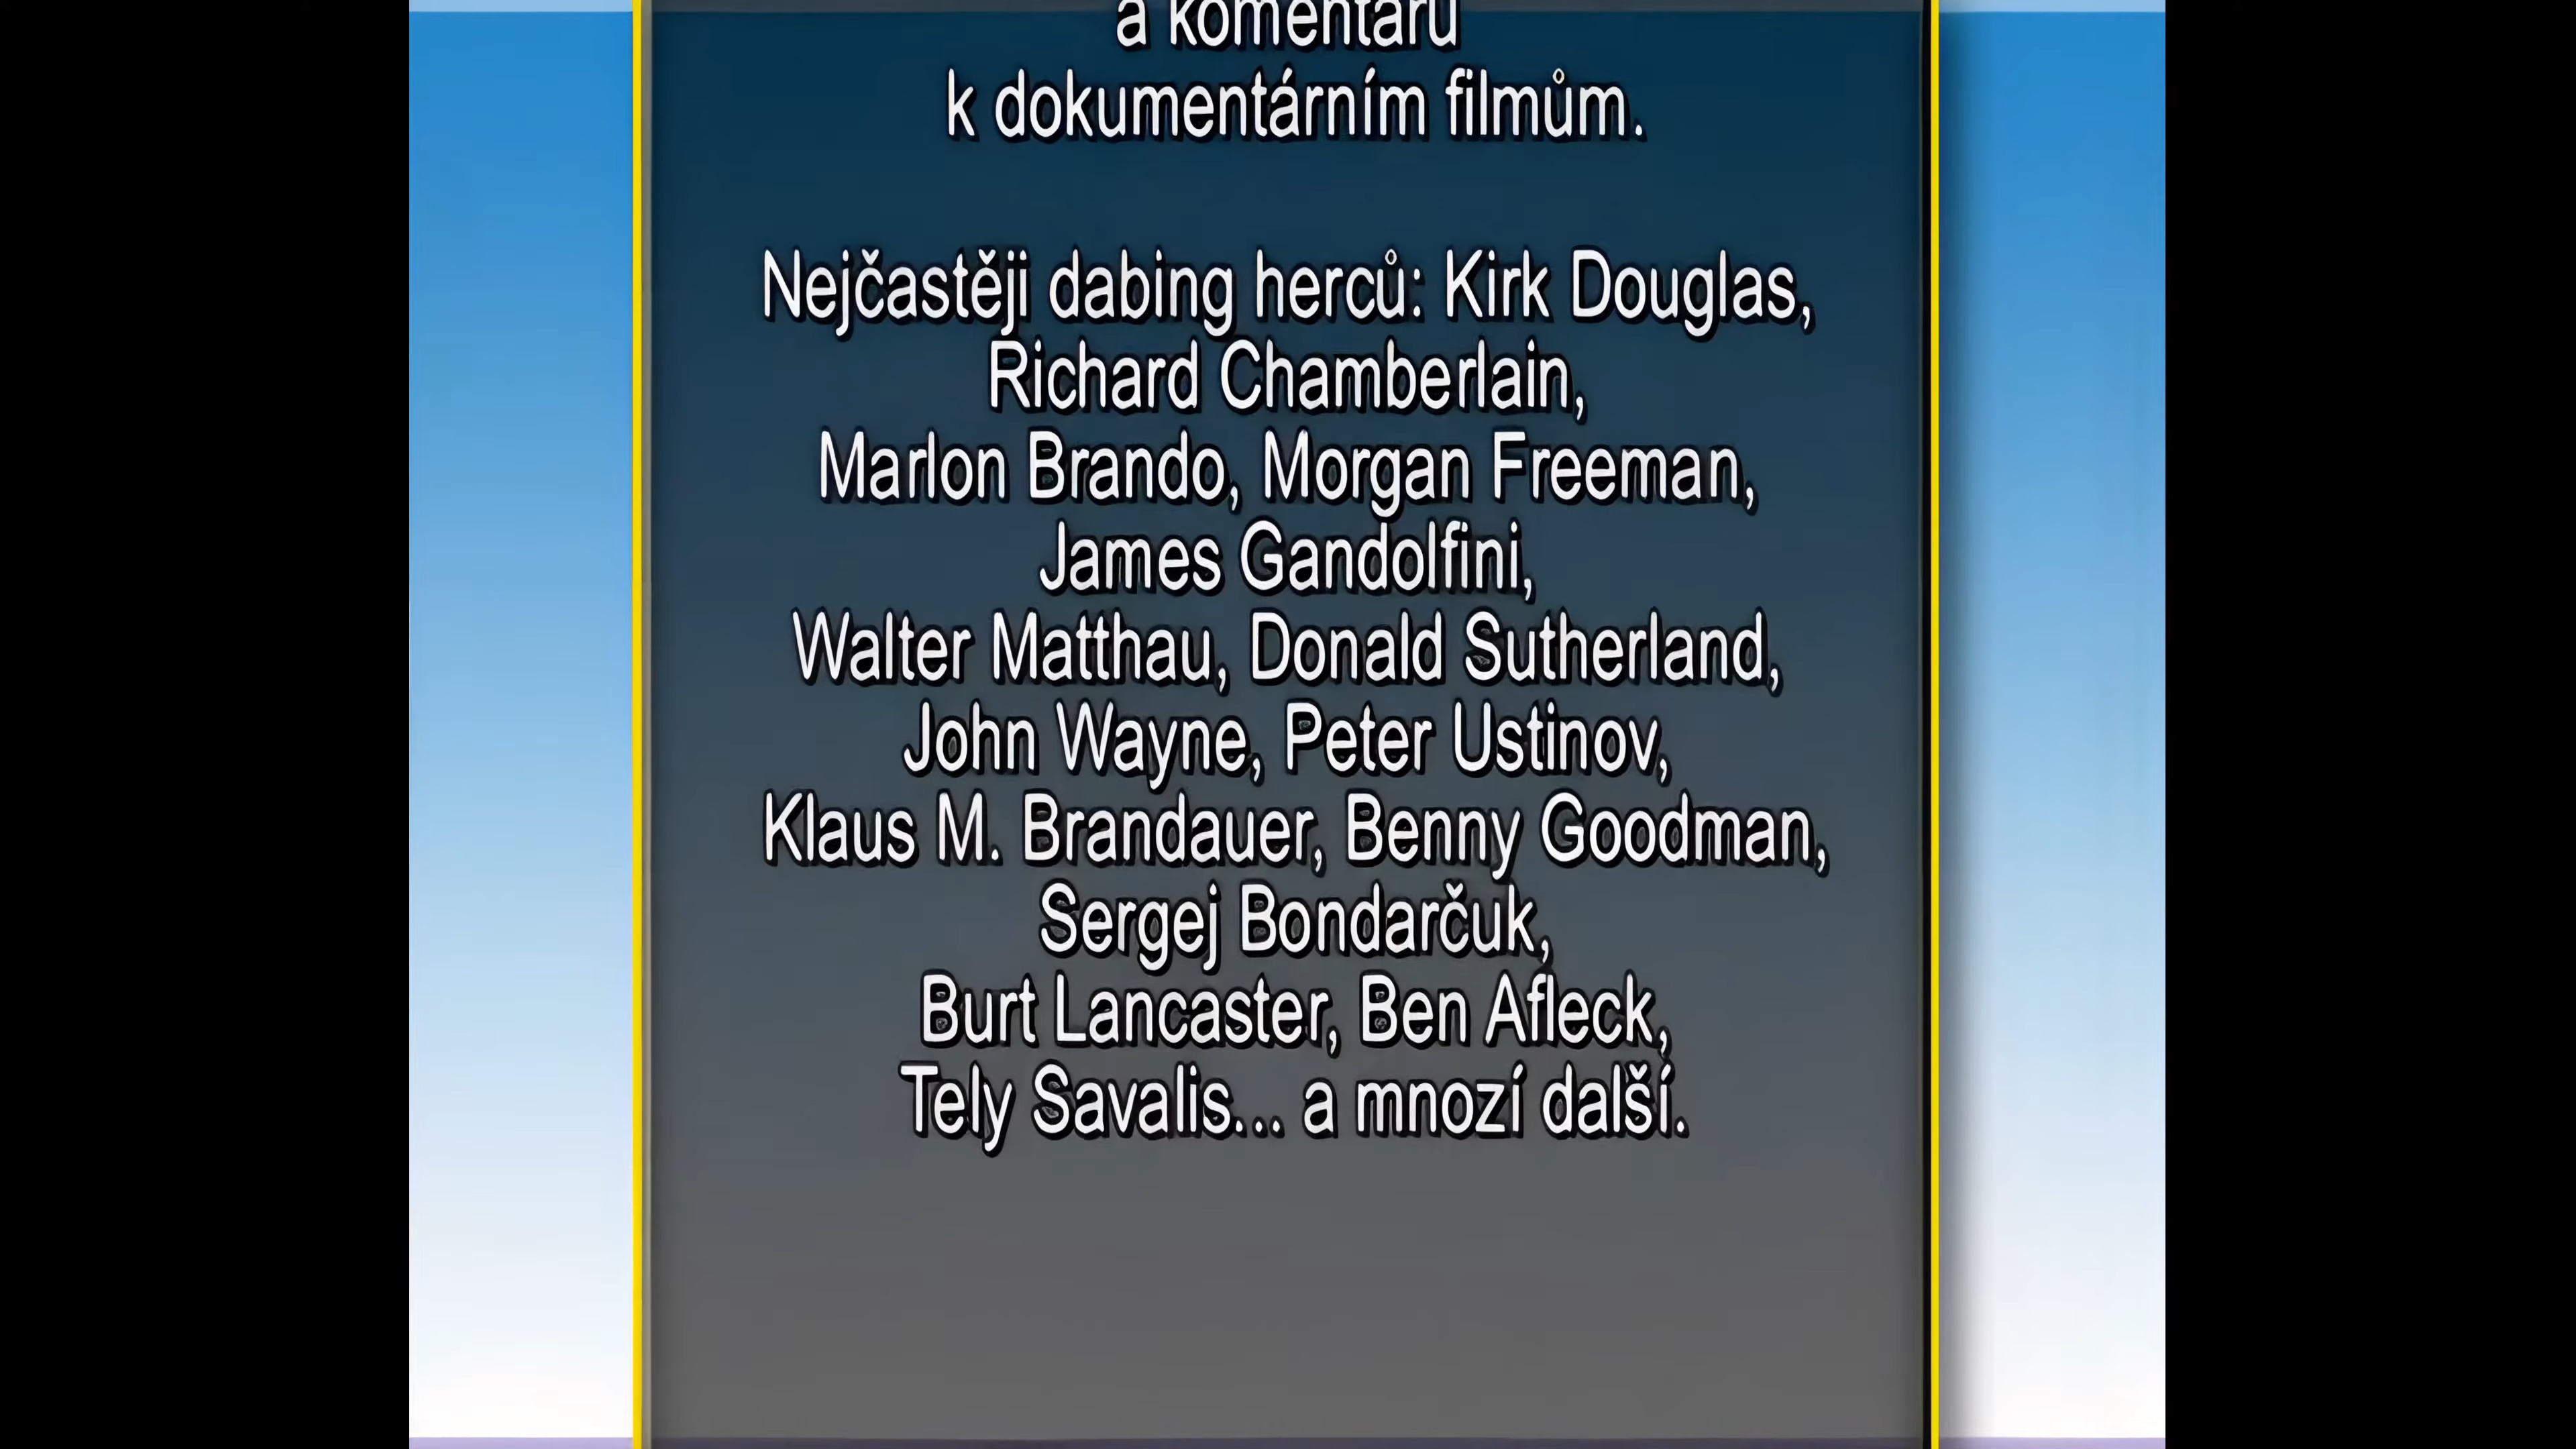 a komentářů
k dokumentárním filmům.
Nejčastěji dabing herců: Kirk Douglas,
Richard Chamberlain,
Marlon Brando, Morgan Freeman,
James Gandolfini,
Walter Matthau, Donald Sutherland,
John Wayne, Peter Ustinov,
Klaus M. Brandauer, Benny Goodman,
Sergej Bondarčuk,
Burt Lancaster, Ben Afleck,
Tely Savalis... a mnozí další.